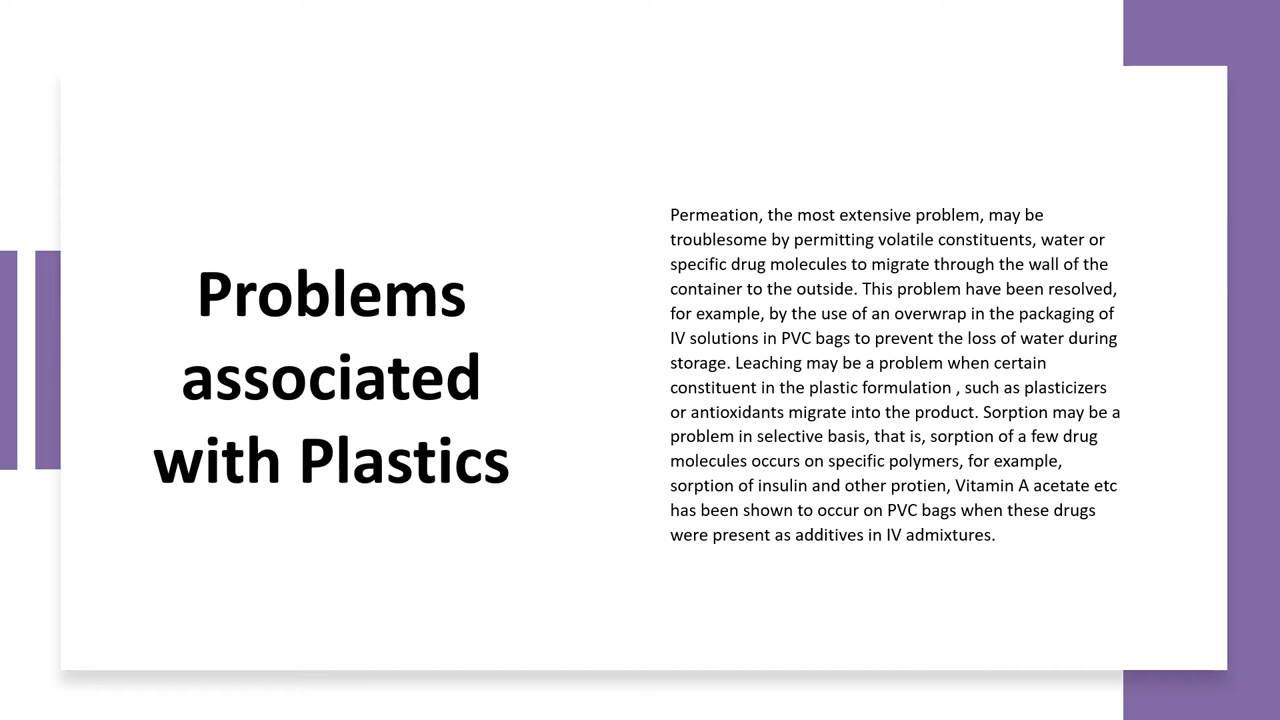 Problems
associated
with Plastics
Permeation, the most extensive problem, may be
troublesome by permitting volatile constituents, water or
specific drug molecules to migrate through the wall of the
container to the outside. This problem have been resolved,
for example, by the use of an overwrap in the packaging of
IV solutions in PVC bags to prevent the loss of water during
storage. Leaching may be a problem when certain
constituent in the plastic formulation , such as plasticizers
or antioxidants migrate into the product. Sorption may be a
problem in selective basis, that is, sorption of a few drug
molecules occurs on specific polymers, for example,
sorption of insulin and other protien, Vitamin A acetate etc
has been shown to occur on PVC bags when these drugs
were present as additives in IV admixtures.